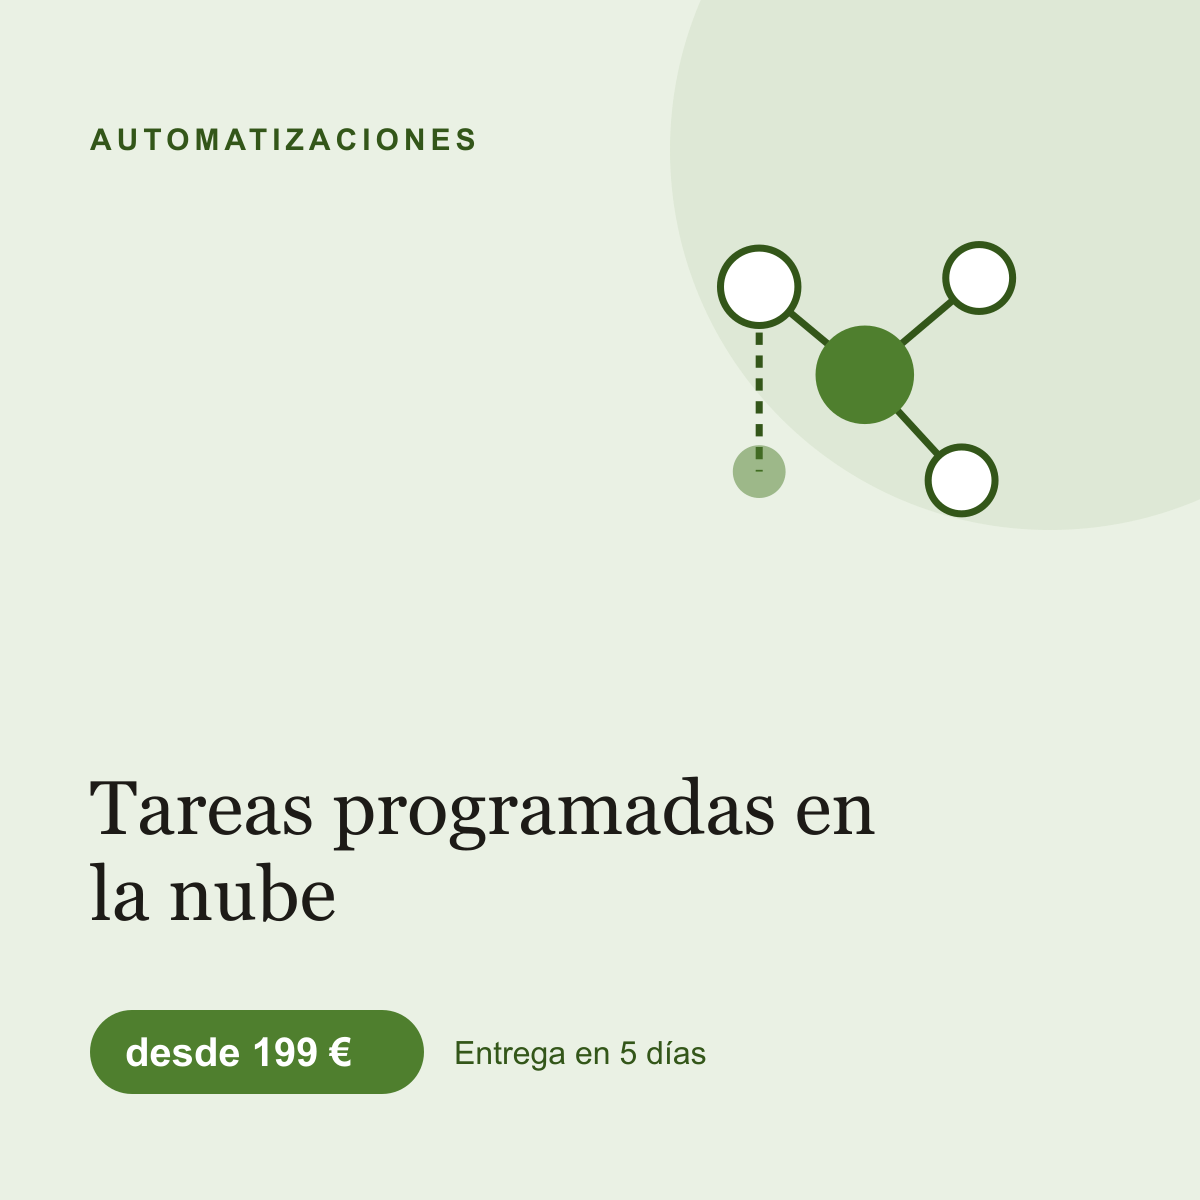 AUTOMATIZACIONES
Tareas programadas en
la nube
desde 199 €
Entrega en 5 días